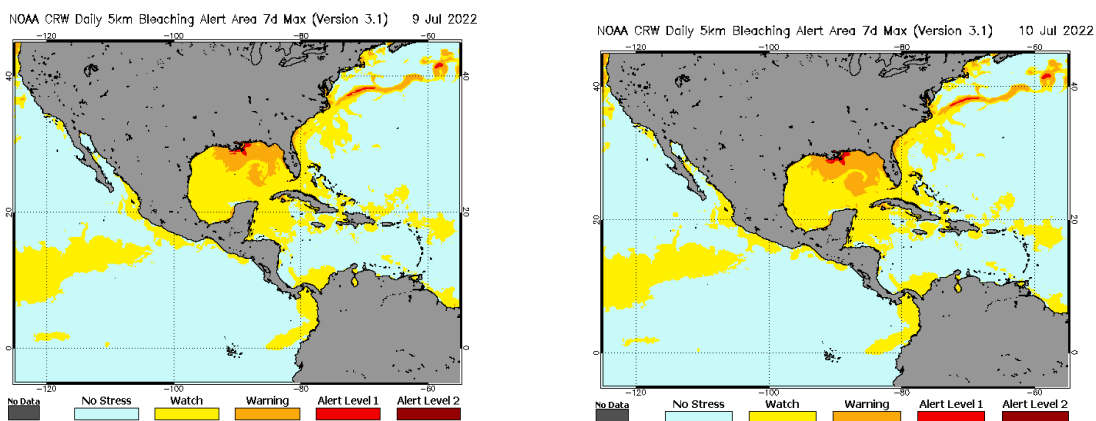 NOAA CRW Daily 5km Bleaching Alert Area 7d Max (Version 3.1) 9 Jul 2022
-120 -100 -80 -60
40 40
20 20
0 0
-120 -100 -80 -60
No Data No Stress Watch Warning Alert Level 1 Alert Level 2
NOAA CRW Daily 5km Bleaching Alert Area 7d Max (Version 3.1) 10 Jul 2022
-120 -100 -80 -60
40 40
20 20
0 0
-120 -100 -80 -60
No Data No Stress Watch Warning Alert Level 1 Alert Level 2